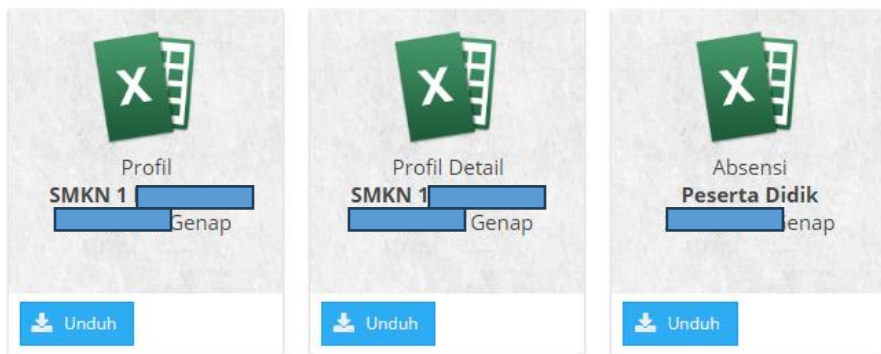 Profil
SMKN 1
Genap
Unduh
Profil Detail
SMKN 1
Genap
Unduh
Absensi
Peserta Didik
enap
Unduh